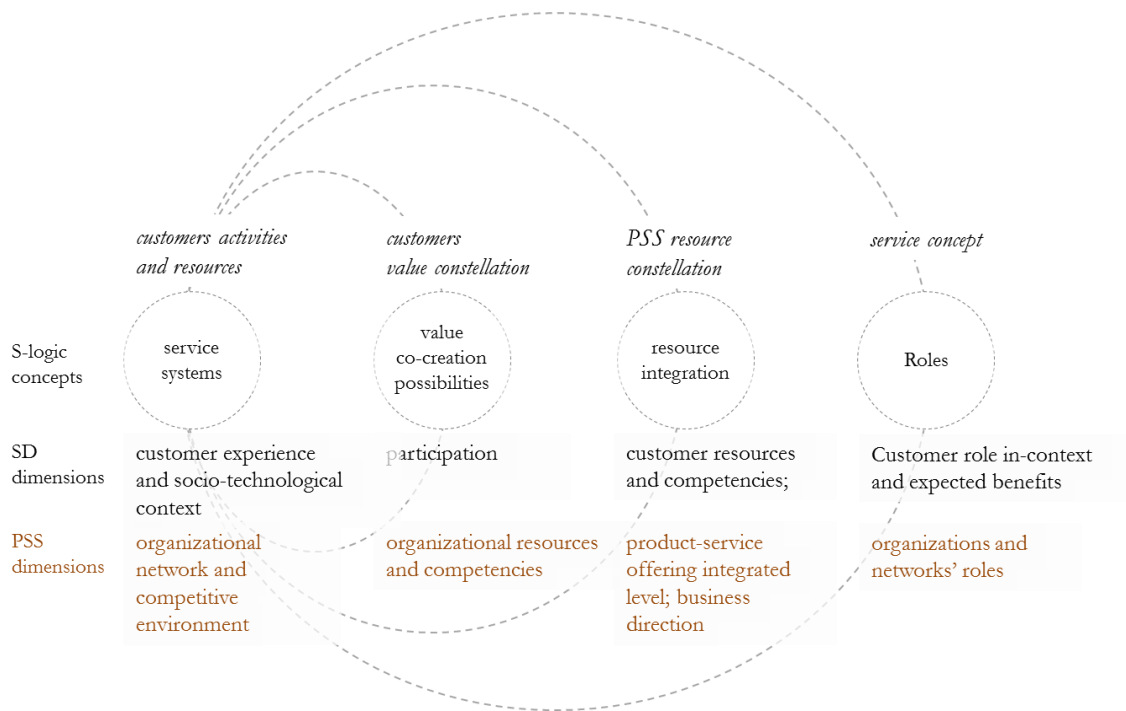 customers activities
and resources
customers
value constellation
PSS resource
constellation
service concept
S-logic
concepts
service
systems
value
co-creation
possibilities
resource
integration
Roles
SD
dimensions
customer experience
and socio-technological
context
participation
customer resources
and competencies;
Customer role in-context
and expected benefits
PSS
dimensions
organizational
network and
competitive
environment
organizational resources
and competencies
product-service
offering integrated
level; business
direction
organizations and
networks’ roles